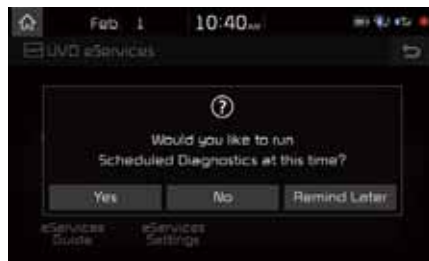 Feb 1 10:40 AM
UVO eServices
Would you like to run
Scheduled Diagnostics at this time?
Yes No Remind Later
eServices Guide
eServices Settings